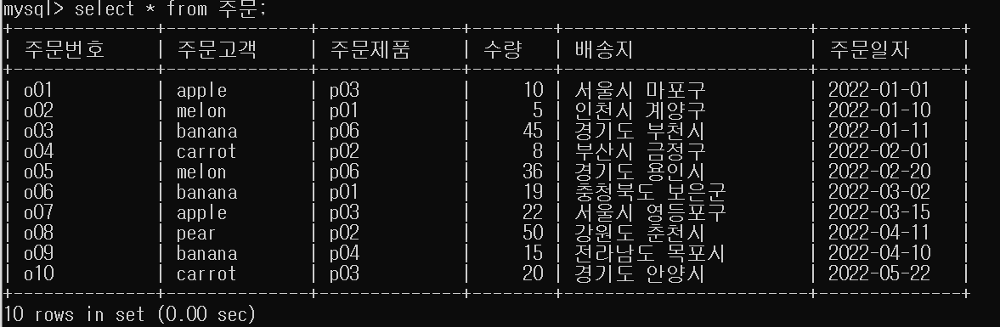 mysql> select * from 주문;
+----------+----------+----------+------+----------------+------------+
| 주문번호 | 주문고객 | 주문제품 | 수량 | 배송지 | 주문일자 |
+----------+----------+----------+------+----------------+------------+
| o01 | apple | p03 | 10 | 서울시 마포구 | 2022-01-01 |
| o02 | melon | p01 | 5 | 인천시 계양구 | 2022-01-10 |
| o03 | banana | p06 | 45 | 경기도 부천시 | 2022-01-11 |
| o04 | carrot | p02 | 8 | 부산시 금정구 | 2022-02-01 |
| o05 | melon | p06 | 36 | 경기도 용인시 | 2022-02-20 |
| o06 | banana | p01 | 19 | 충청북도 보은군 | 2022-03-02 |
| o07 | apple | p03 | 22 | 서울시 영등포구 | 2022-03-15 |
| o08 | pear | p02 | 50 | 강원도 춘천시 | 2022-04-11 |
| o09 | banana | p04 | 15 | 전라남도 목포시 | 2022-04-10 |
| o10 | carrot | p03 | 20 | 경기도 안양시 | 2022-05-22 |
+----------+----------+----------+------+----------------+------------+
10 rows in set (0.00 sec)